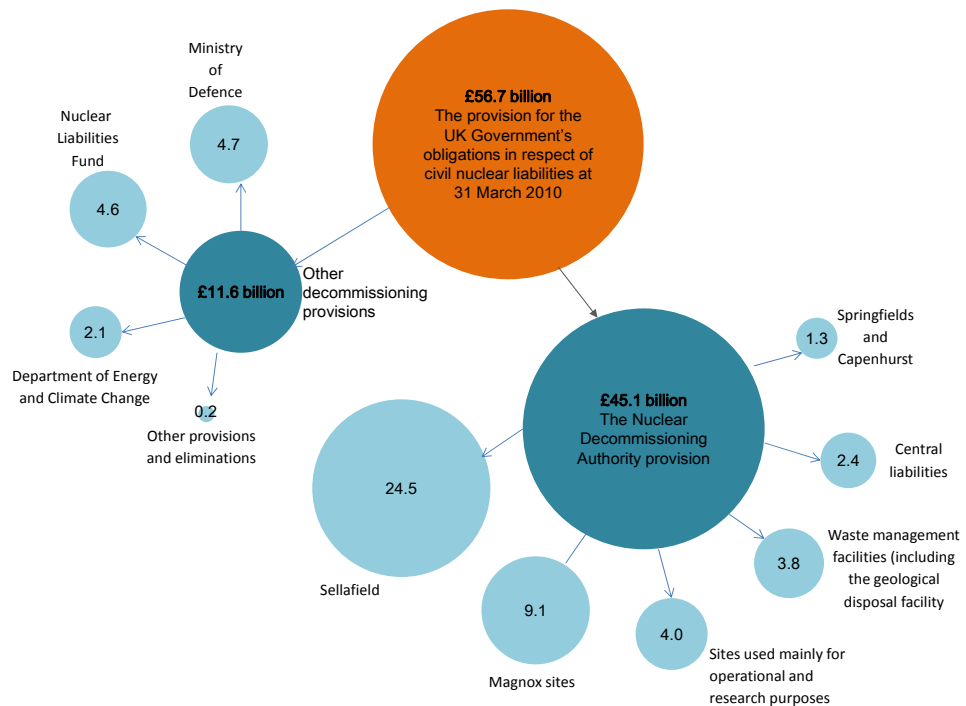 Ministry
of
Defence
4.7
Nuclear
Liabilities
Fund
4.6
£56.7 billion
The provision for the
UK Government's
obligations in respect of
civil nuclear liabilities at
31 March 2010
£11.6 billion
Other
decommissioning
provisions
2.1
Department of Energy
and Climate Change
0.2
Other provisions
and eliminations
£45.1 billion
The Nuclear
Decommissioning
Authority provision
1.3
Springfields
and
Capenhurst
2.4
Central
liabilities
3.8
Waste management
facilities (including
the geological
disposal facility
24.5
Sellafield
9.1
Magnox sites
4.0
Sites used mainly for
operational and
research purposes